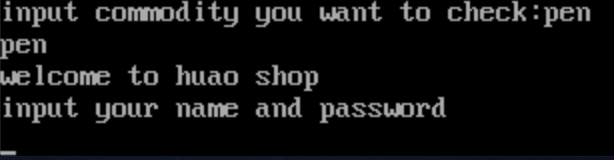 input commodity you want to check:pen
pen
welcome to huao shop
input your name and password